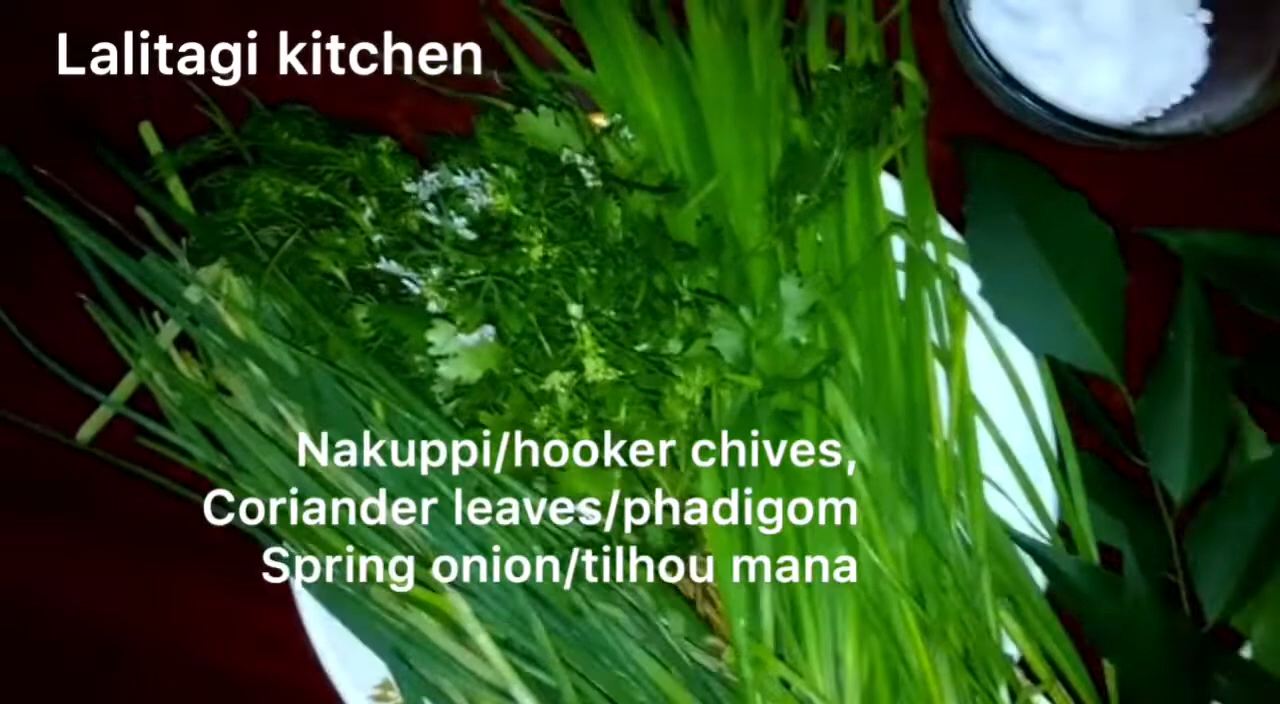 Lalitagi kitchen
Nakuppi/hooker chives,
Coriander leaves/phadigom
Spring onion/tilhou mana